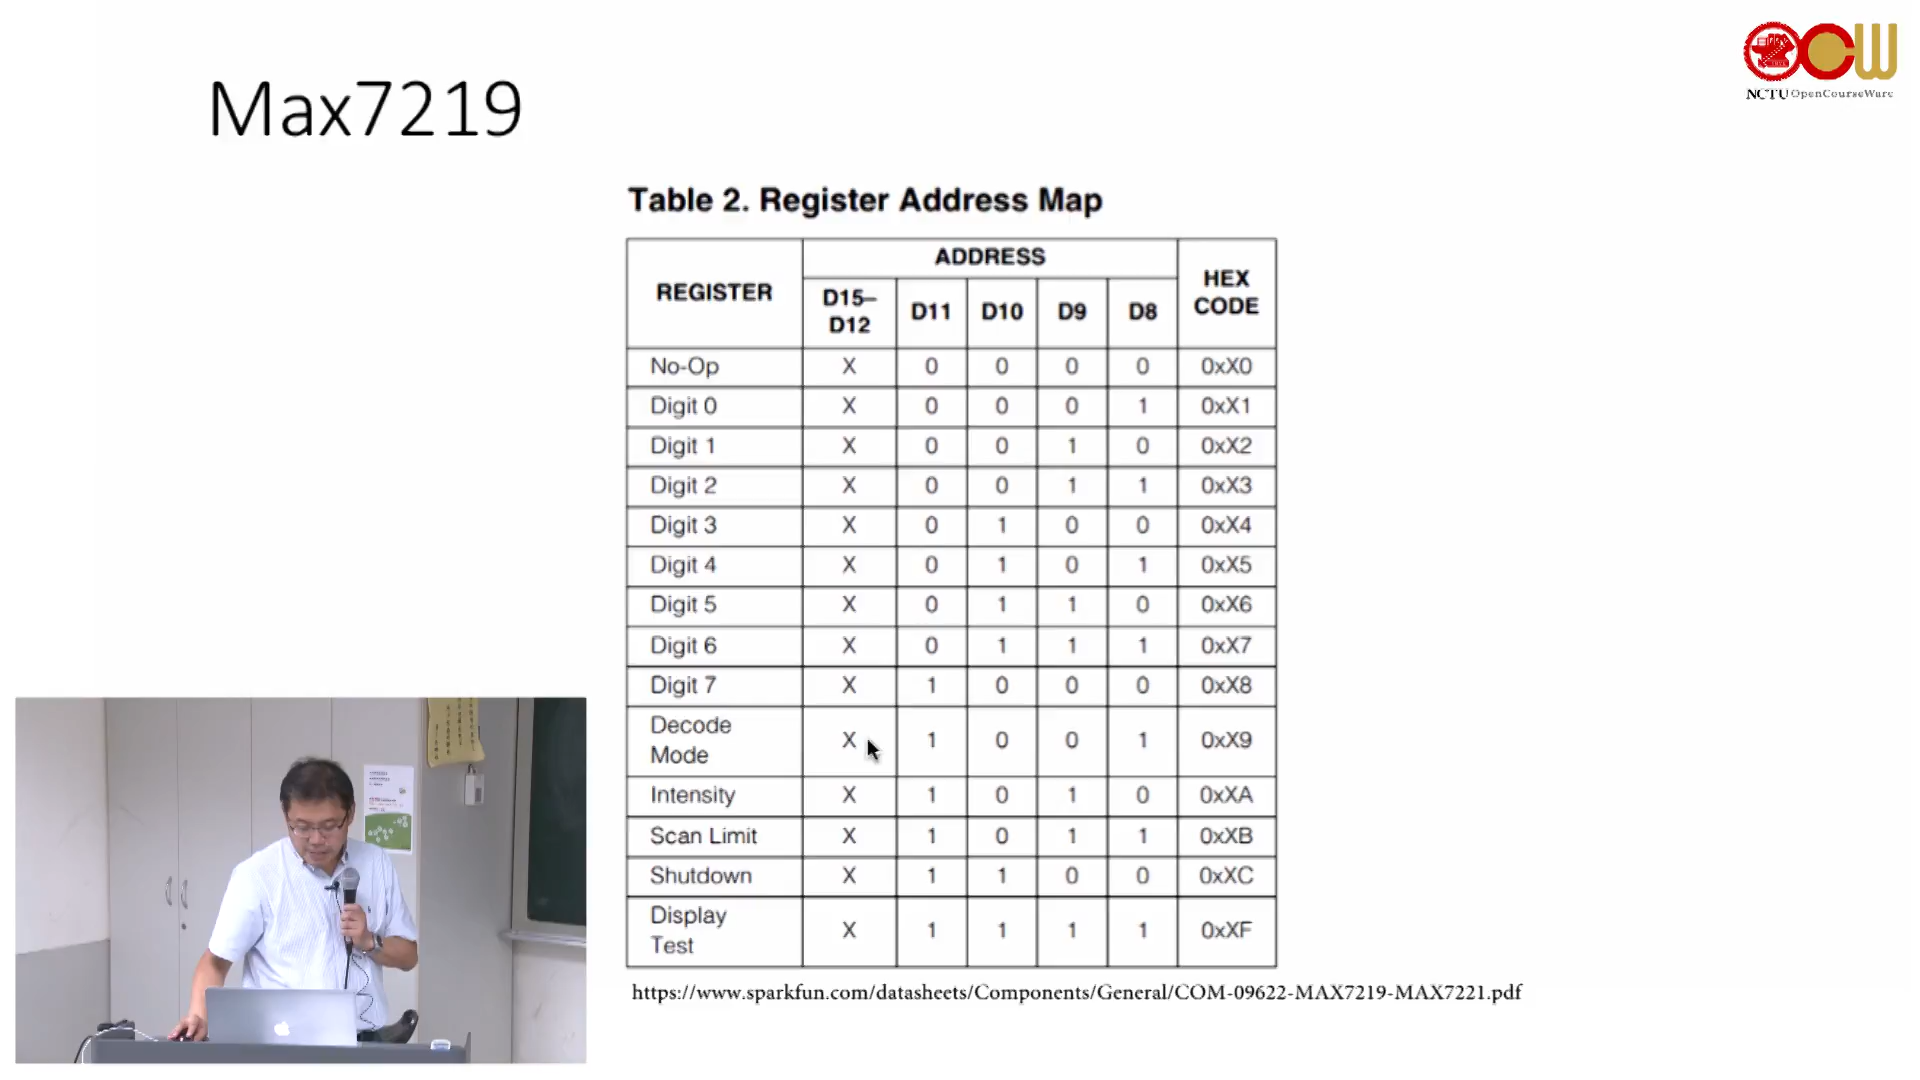 NCTU OpenCourseWare
Max7219
Table 2. Register Address Map
REGISTER ADDRESS HEX CODE
D15–D12 D11 D10 D9 D8
No-Op X 0 0 0 0 0xX0
Digit 0 X 0 0 0 1 0xX1
Digit 1 X 0 0 1 0 0xX2
Digit 2 X 0 0 1 1 0xX3
Digit 3 X 0 1 0 0 0xX4
Digit 4 X 0 1 0 1 0xX5
Digit 5 X 0 1 1 0 0xX6
Digit 6 X 0 1 1 1 0xX7
Digit 7 X 1 0 0 0 0xX8
Decode Mode X 1 0 0 1 0xX9
Intensity X 1 0 1 0 0xXA
Scan Limit X 1 0 1 1 0xXB
Shutdown X 1 1 0 0 0xXC
Display Test X 1 1 1 1 0xXF
https://www.sparkfun.com/datasheets/Components/General/COM-09622-MAX7219-MAX7221.pdf